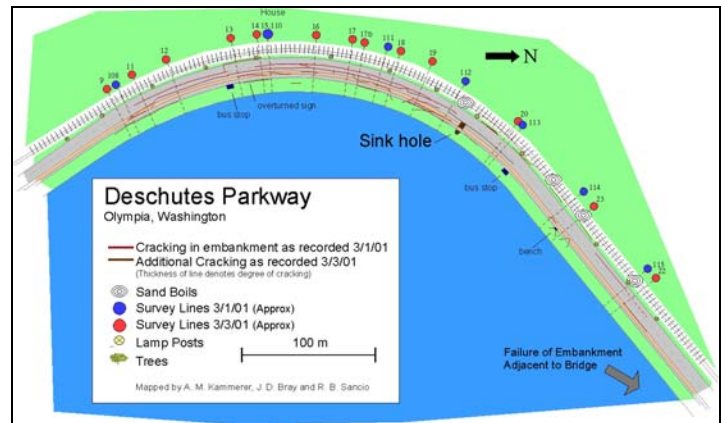 House
13
14
15, 110
16
17
17b
111
18
19
112
12
11
108
9
N
20
113
bus stop
overturned sign
Sink hole
bus stop
114
23
bench
115
22
Deschutes Parkway
Olympia, Washington
Cracking in embankment as recorded 3/1/01
Additional Cracking as recorded 3/3/01
(Thickness of line denotes degree of cracking)
Sand Boils
Survey Lines 3/1/01 (Approx)
Survey Lines 3/3/01 (Approx)
Lamp Posts
Trees
100 m
Mapped by A. M. Kammerer, J. D. Bray and R. B. Sancio
Failure of Embankment
Adjacent to Bridge